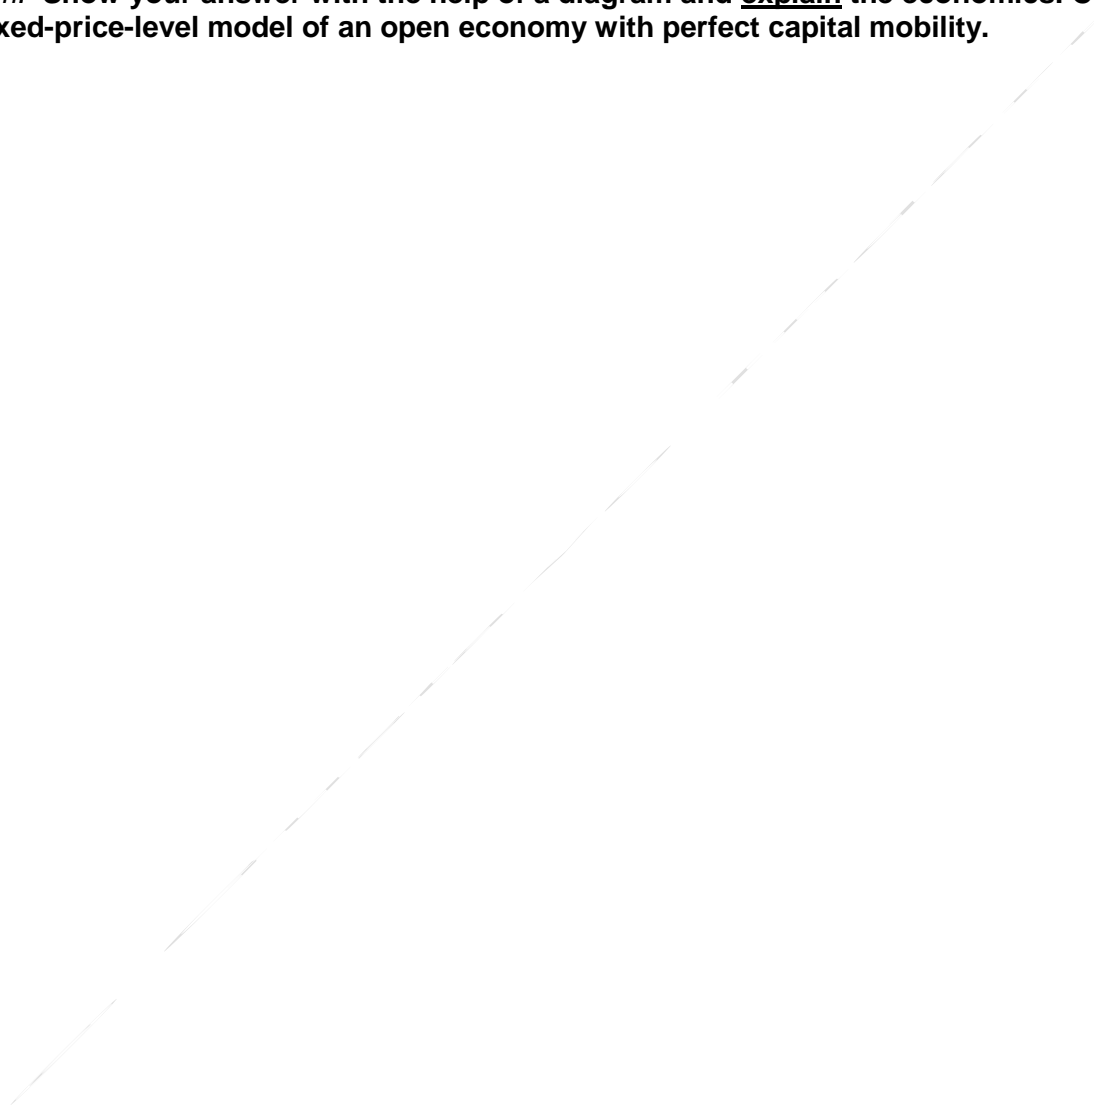 Show your answer with the help of a diagram and explain the economics.
xed-price-level model of an open economy with perfect capital mobility.